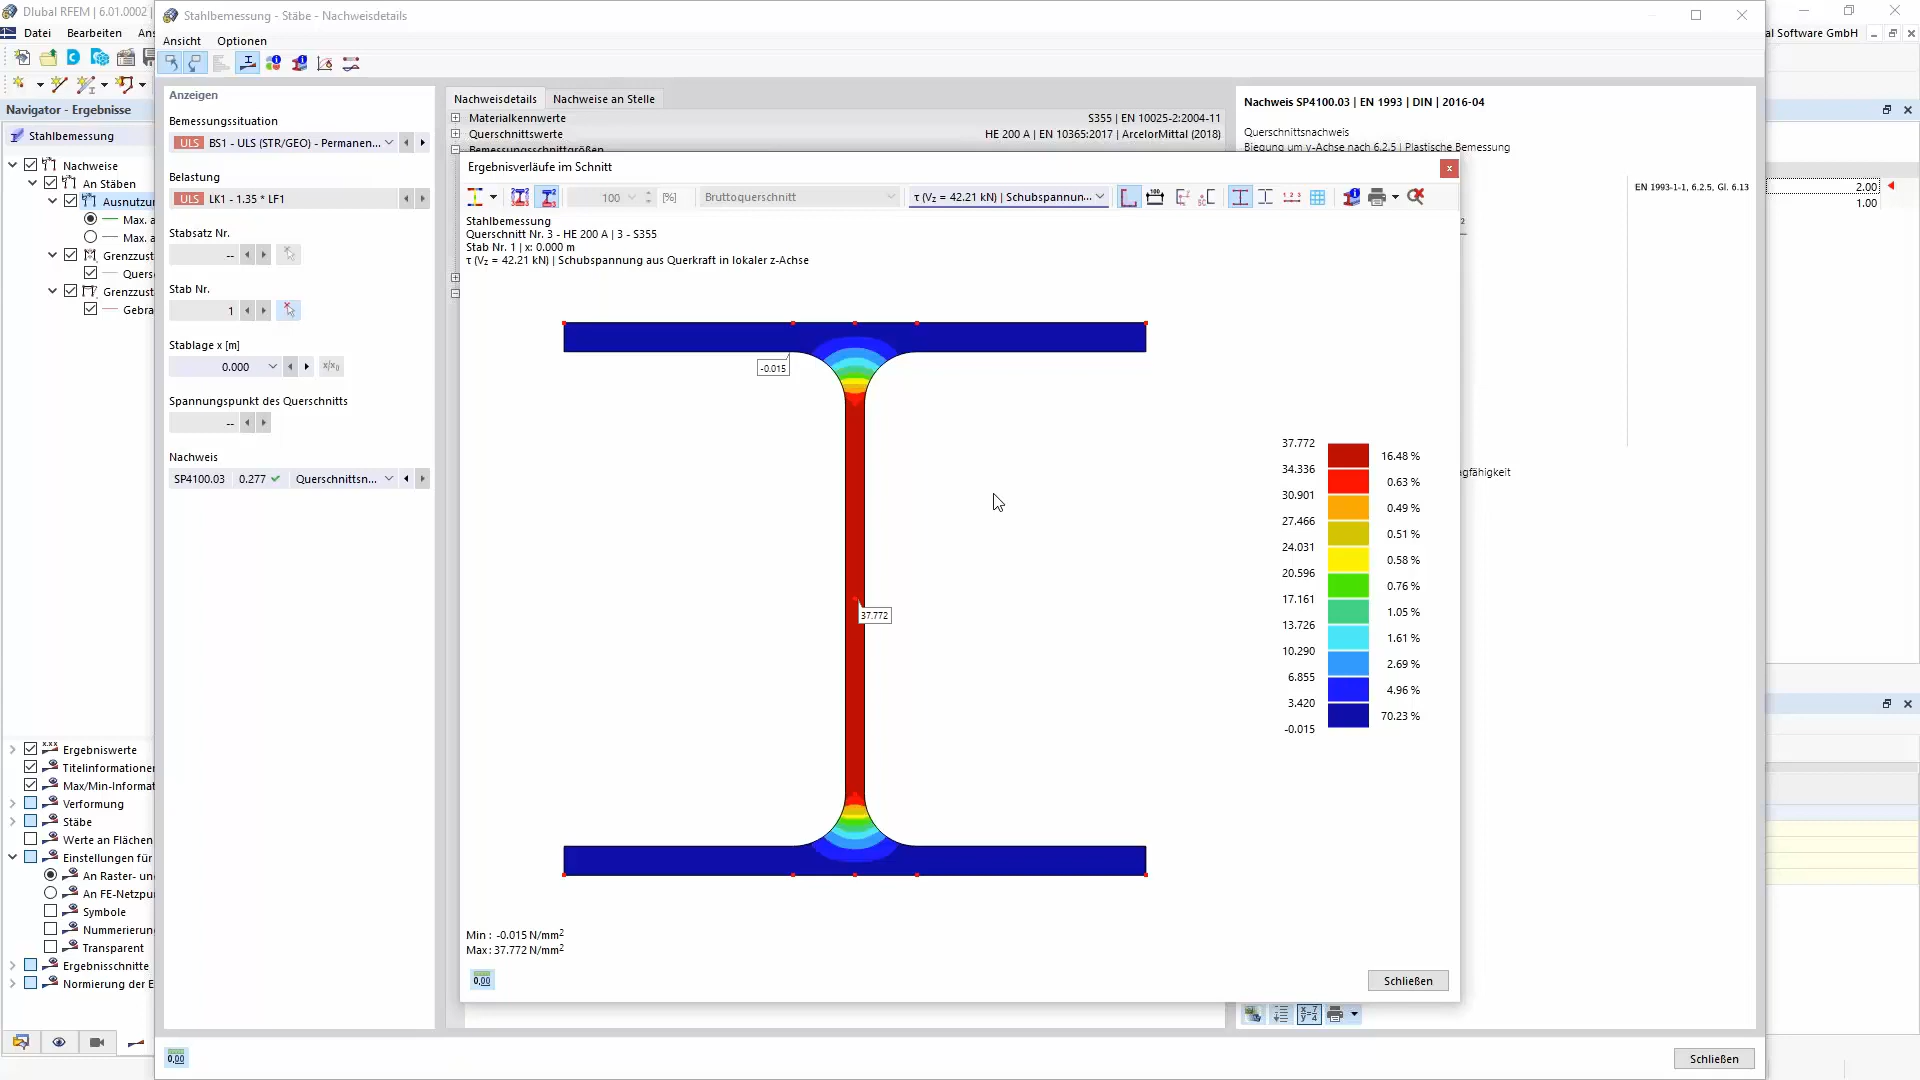 Dlubal RFEM | 6.01.0002 |
Datei Bearbeiten
al Software GmbH
Navigator - Ergebnisse
Stahlbemessung
Nachweise
An Stäben
Max. a
Max. a
Ergebniswerte
Titelinformationen
Verformung
Stäbe
Werte an Flächen
Einstellungen für
Symbole
Transparent
Ergebnisschnitte
Normierung der E
Stahlbemessung - Stäbe - Nachweisdetails
Ansicht Optionen
Anzeigen
Bemessungssituation
ULS BS1 - ULS (STR/GEO) - Permanen...
Belastung
ULS LK1 - 1.35 * LF1
Stabsatz Nr.
--
Stab Nr.
1
Stablage x [m]
0.000 x/x₀
Spannungspunkt des Querschnitts
--
Nachweis
SP4100.03 0.277 Querschnittsn...
Nachweisdetails Nachweise an Stelle
Materialkennwerte S355 | EN 10025-2:2004-11
Querschnittswerte HE 200 A | EN 10365:2017 | ArcelorMittal (2018)
Bemessungsschnittgrößen
Nachweis SP4100.03 | EN 1993 | DIN | 2016-04
Querschnittsnachweis
Biegung um y-Achse nach 6.2.5 | Plastische Bemessung
EN 1993-1-1, 6.2.5, Gl. 6.13
2.00
1.00
Ergebnisverläufe im Schnitt
100 [%] Bruttoquerschnitt τ (Vz = 42.21 kN) | Schubspannun...
Stahlbemessung
Querschnitt Nr. 3 - HE 200 A | 3 - S355
Stab Nr. 1 | x: 0.000 m
τ (Vz = 42.21 kN) | Schubspannung aus Querkraft in lokaler z-Achse
-0.015
37.772
37.772
16.48 %
34.336
0.63 %
30.901
0.49 %
27.466
0.51 %
24.031
0.58 %
20.596
0.76 %
17.161
1.05 %
13.726
1.61 %
10.290
2.69 %
6.855
4.96 %
3.420
70.23 %
-0.015
Min : -0.015 N/mm²
Max : 37.772 N/mm²
0,00
Schließen
0,00
Schließen